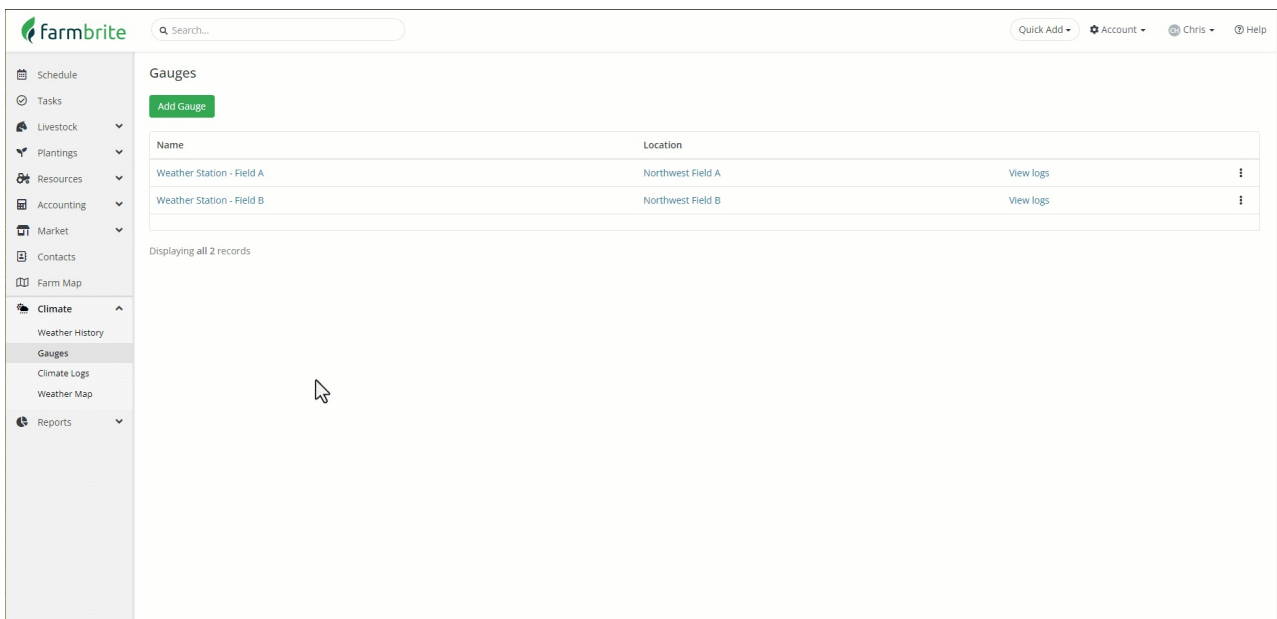 farmbrite
Search...
Quick Add
Account
CH Chris
Help
Schedule
Tasks
Livestock
Plantings
Resources
Accounting
Market
Contacts
Farm Map
Climate
Weather History
Gauges
Climate Logs
Weather Map
Reports
Gauges
Add Gauge
Name Location
Weather Station - Field A Northwest Field A View logs
Weather Station - Field B Northwest Field B View logs
Displaying all 2 records